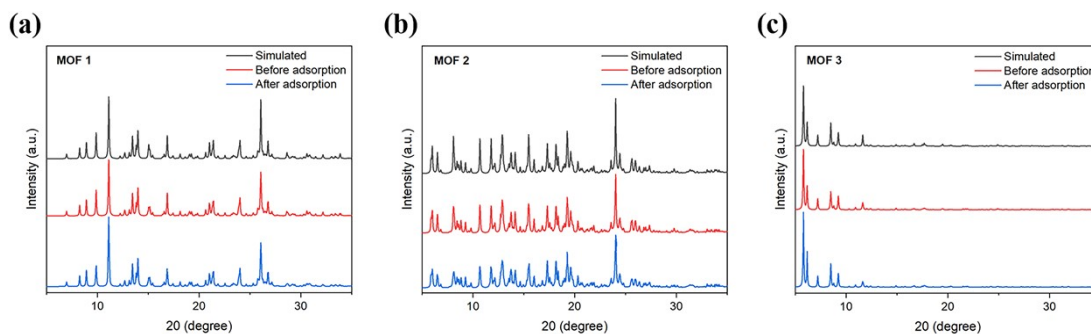 (a)
MOF 1
Simulated
Before adsorption
After adsorption
Intensity (a.u.)
10 20 30
2θ (degree)
(b)
MOF 2
Simulated
Before adsorption
After adsorption
Intensity (a.u.)
10 20 30
2θ (degree)
(c)
MOF 3
Simulated
Before adsorption
After adsorption
Intensity (a.u.)
10 20 30
2θ (degree)